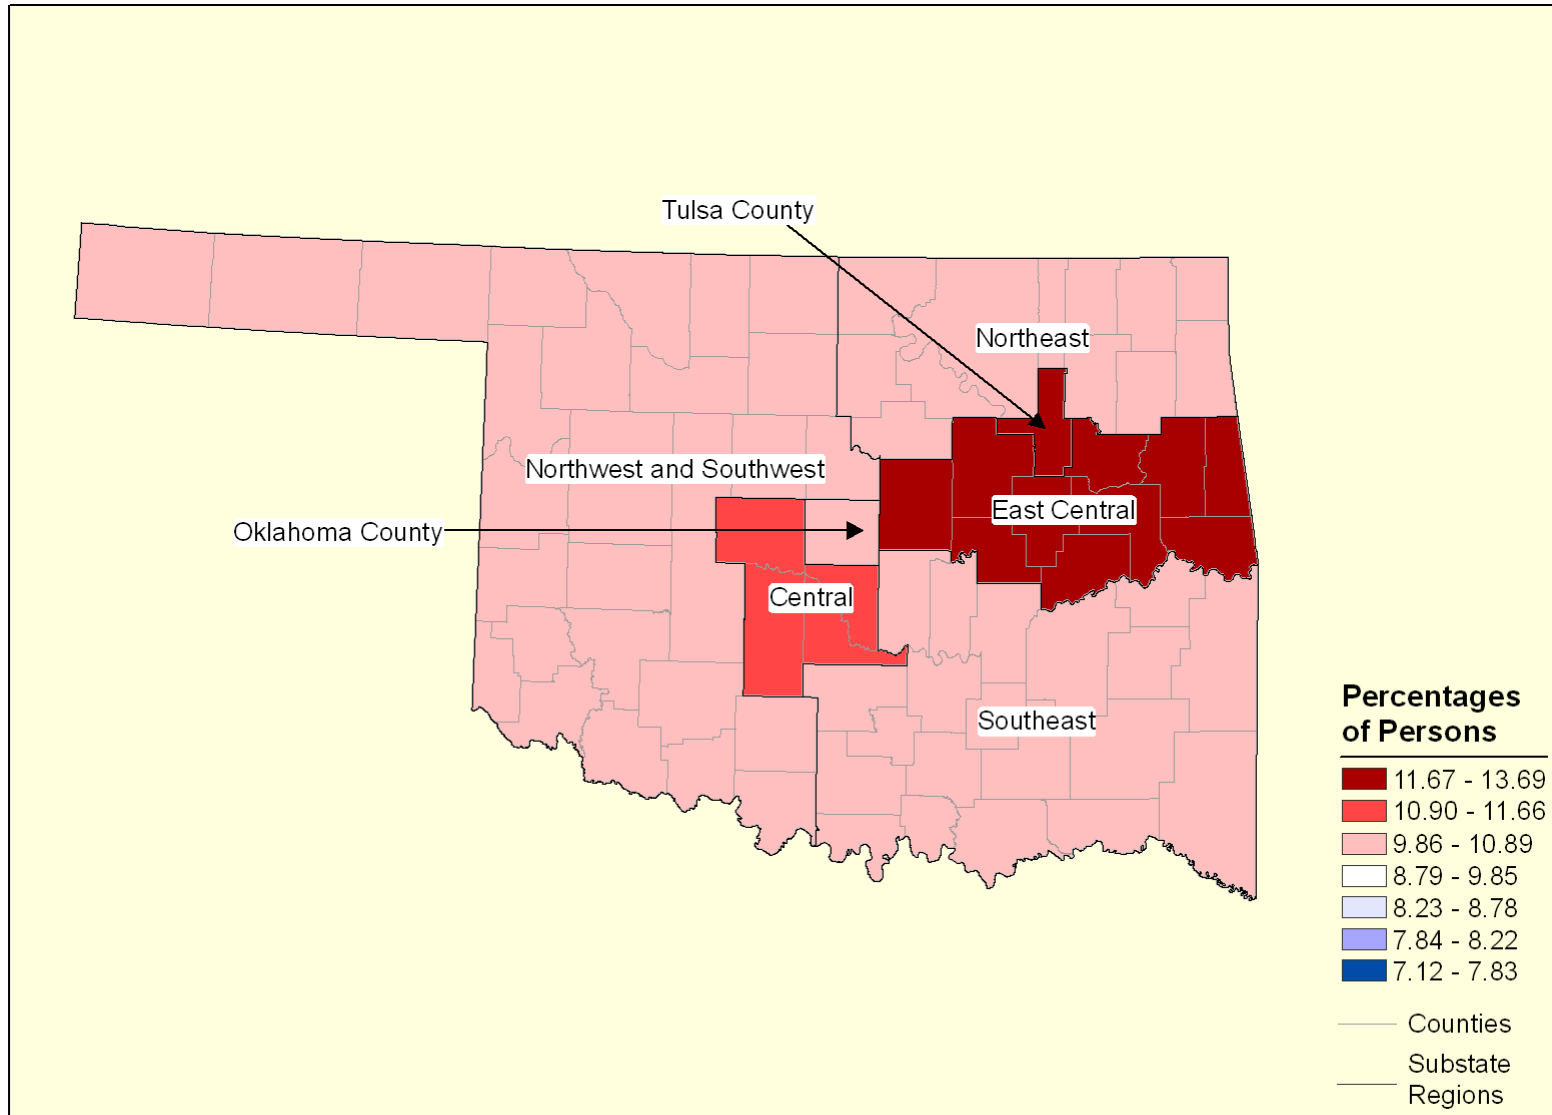 Tulsa County
Northeast
Northwest and Southwest
East Central
Oklahoma County
Central
Southeast
Percentages
of Persons
11.67 - 13.69
10.90 - 11.66
9.86 - 10.89
8.79 - 9.85
8.23 - 8.78
7.84 - 8.22
7.12 - 7.83
Counties
Substate
Regions